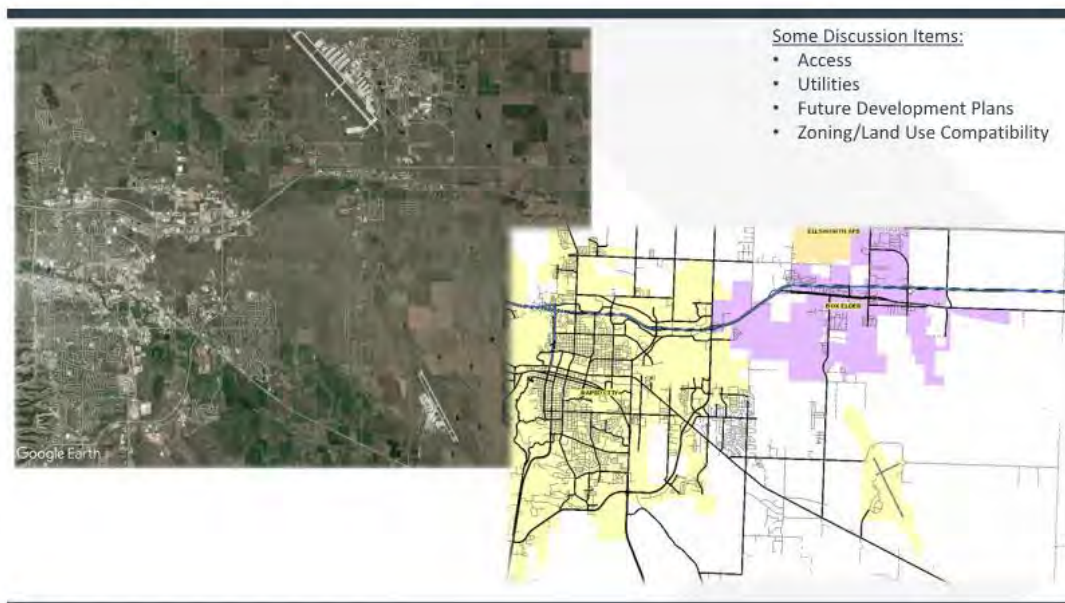 Some Discussion Items:
• Access
• Utilities
• Future Development Plans
• Zoning/Land Use Compatibility
Google Earth
ELLSWORTH AFB
BOX ELDER
RAPID CITY